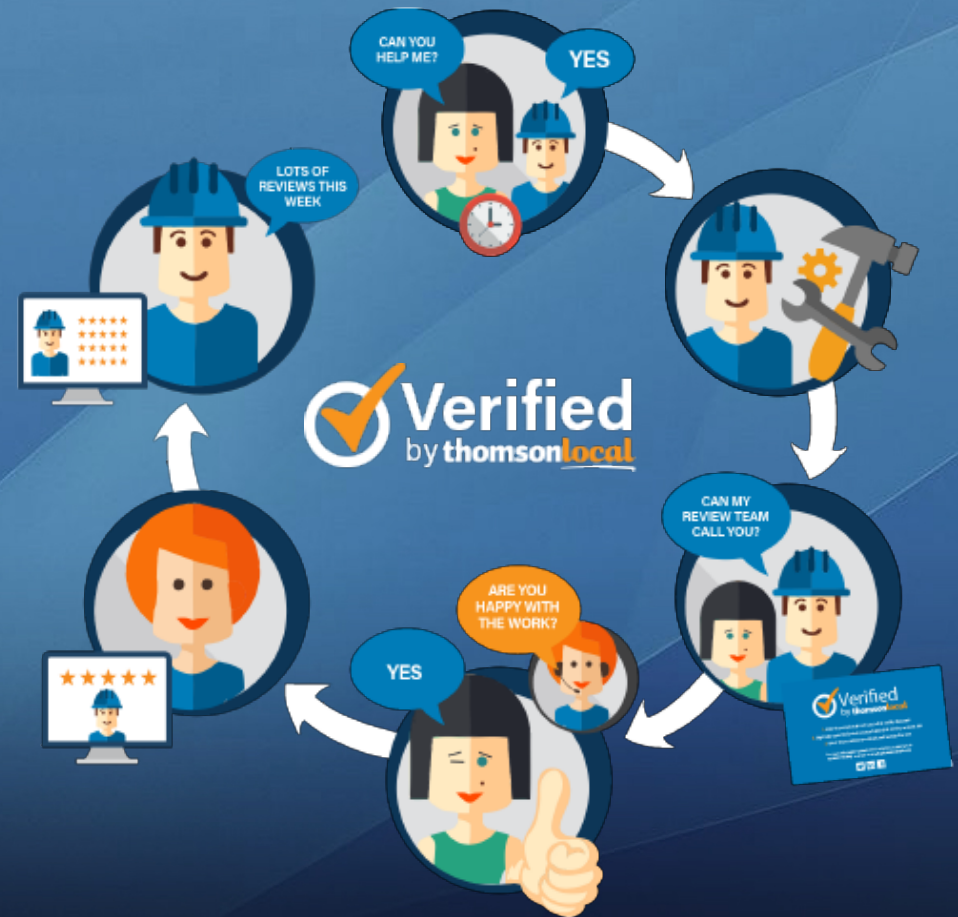 CAN YOU
HELP ME?
YES
LOTS OF
REVIEWS THIS
WEEK
Verified
by thomsonlocal
CAN MY
REVIEW TEAM
CALL YOU?
ARE YOU
HAPPY WITH
THE WORK?
YES
Verified
by thomsonlocal